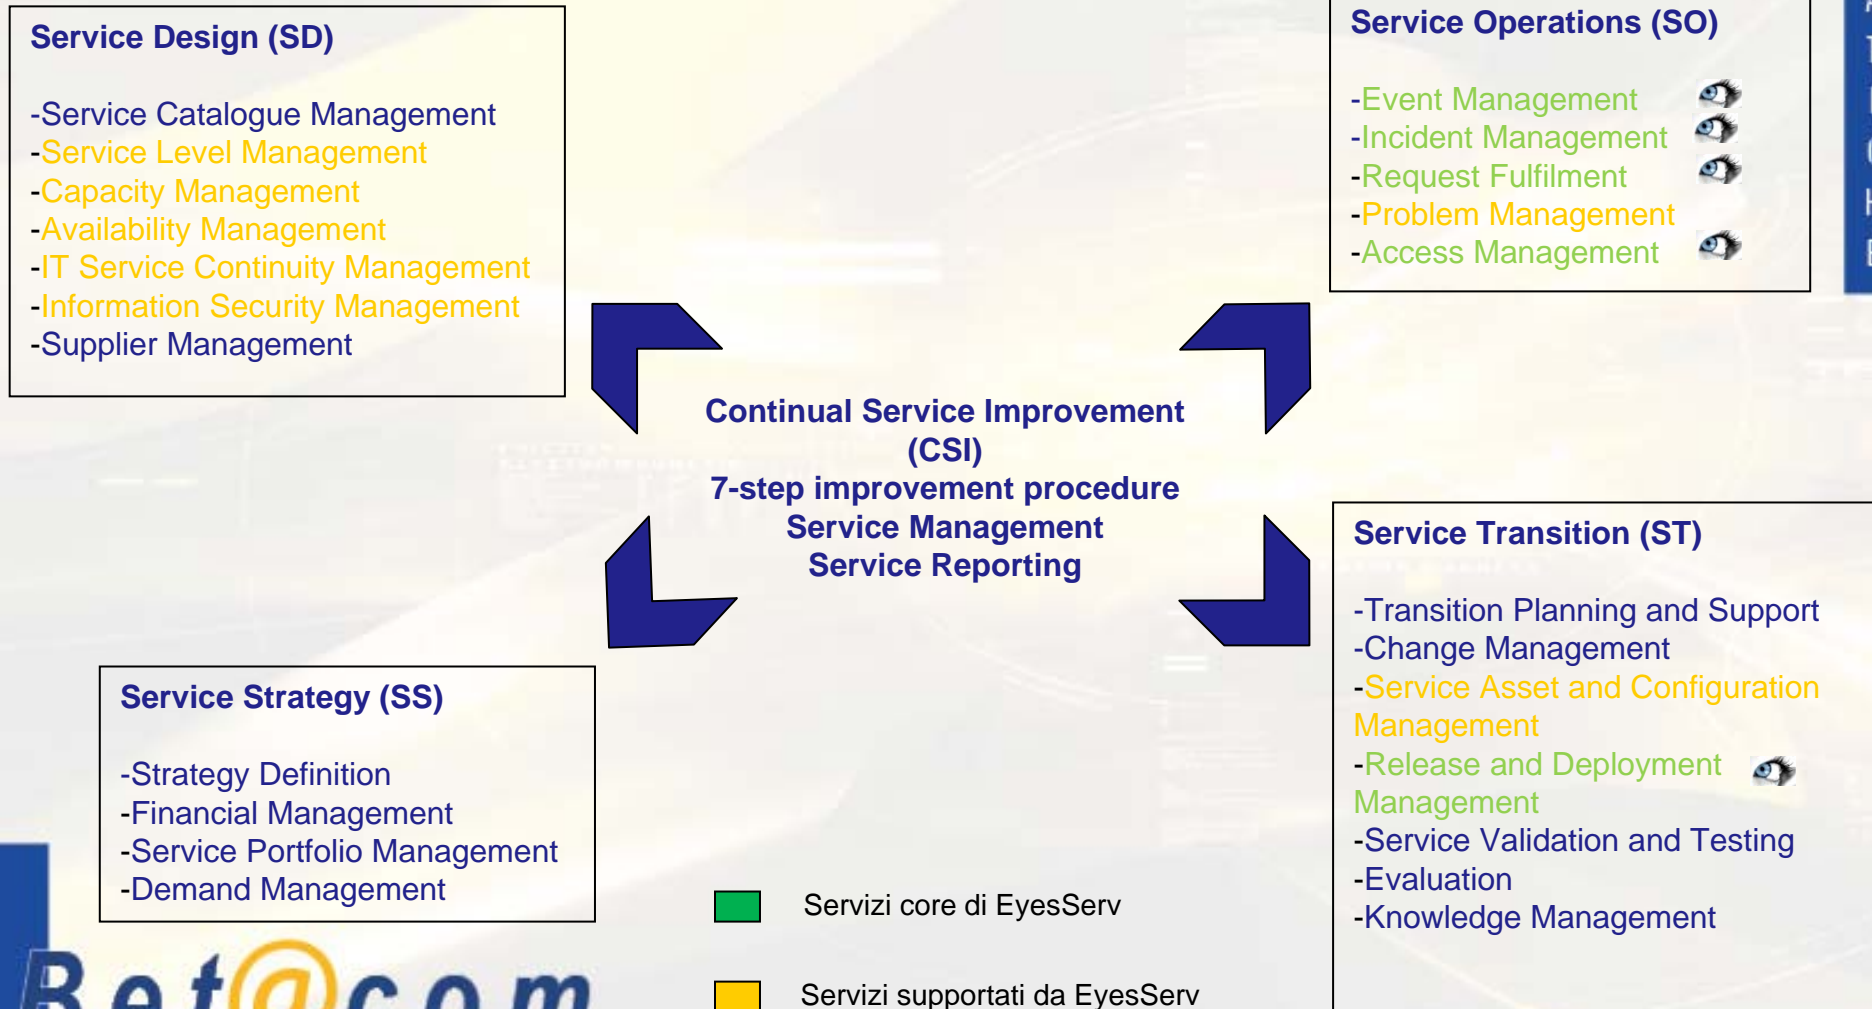 Service Design (SD)
-Service Catalogue Management
-Service Level Management
-Capacity Management
-Availability Management
-IT Service Continuity Management
-Information Security Management
-Supplier Management
Service Operations (SO)
-Event Management
-Incident Management
-Request Fulfilment
-Problem Management
-Access Management
Continual Service Improvement
(CSI)
7-step improvement procedure
Service Management
Service Reporting
Service Strategy (SS)
-Strategy Definition
-Financial Management
-Service Portfolio Management
-Demand Management
Service Transition (ST)
-Transition Planning and Support
-Change Management
-Service Asset and Configuration
Management
-Release and Deployment
Management
-Service Validation and Testing
-Evaluation
-Knowledge Management
Servizi core di EyesServ
Servizi supportati da EyesServ
Bet@com